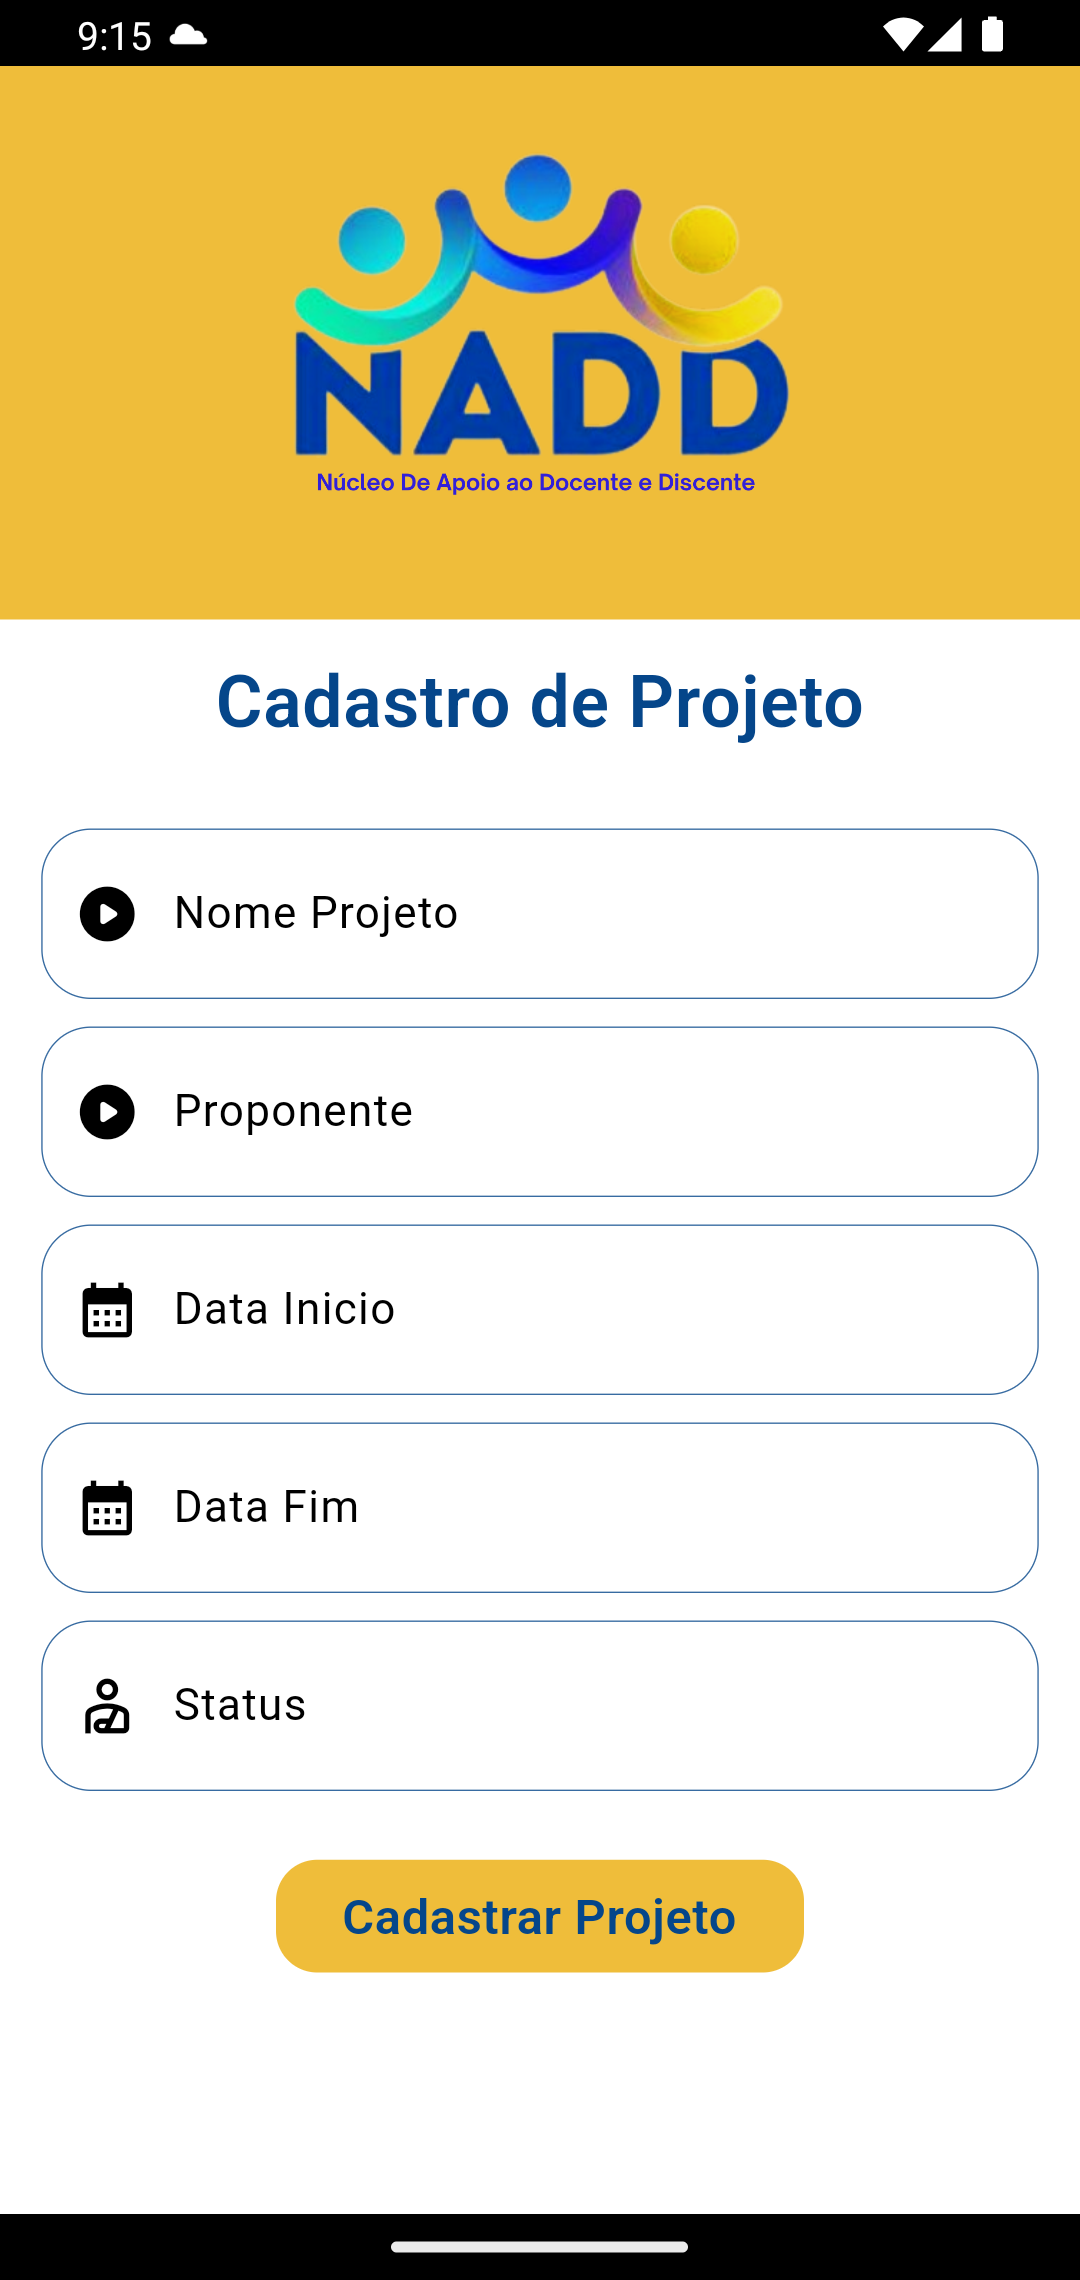 9:15
NADD
Núcleo De Apoio ao Docente e Discente
Cadastro de Projeto
Nome Projeto
Proponente
Data Inicio
Data Fim
Status
Cadastrar Projeto